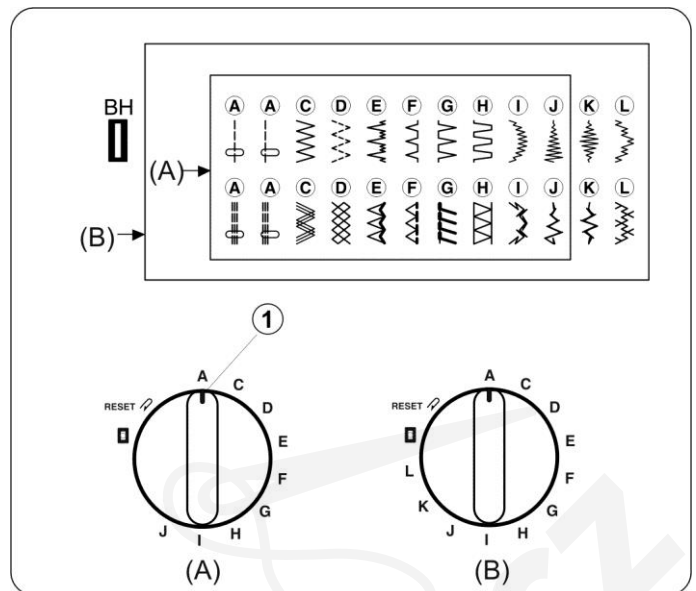 BH
A A C D E F G H I J K L
(A)
A A C D E F G H I J K L
(B)
1
A
C
RESET
D
E
F
G
H
I
J
(A)
A
C
RESET
D
E
F
G
H
I
J
K
L
(B)